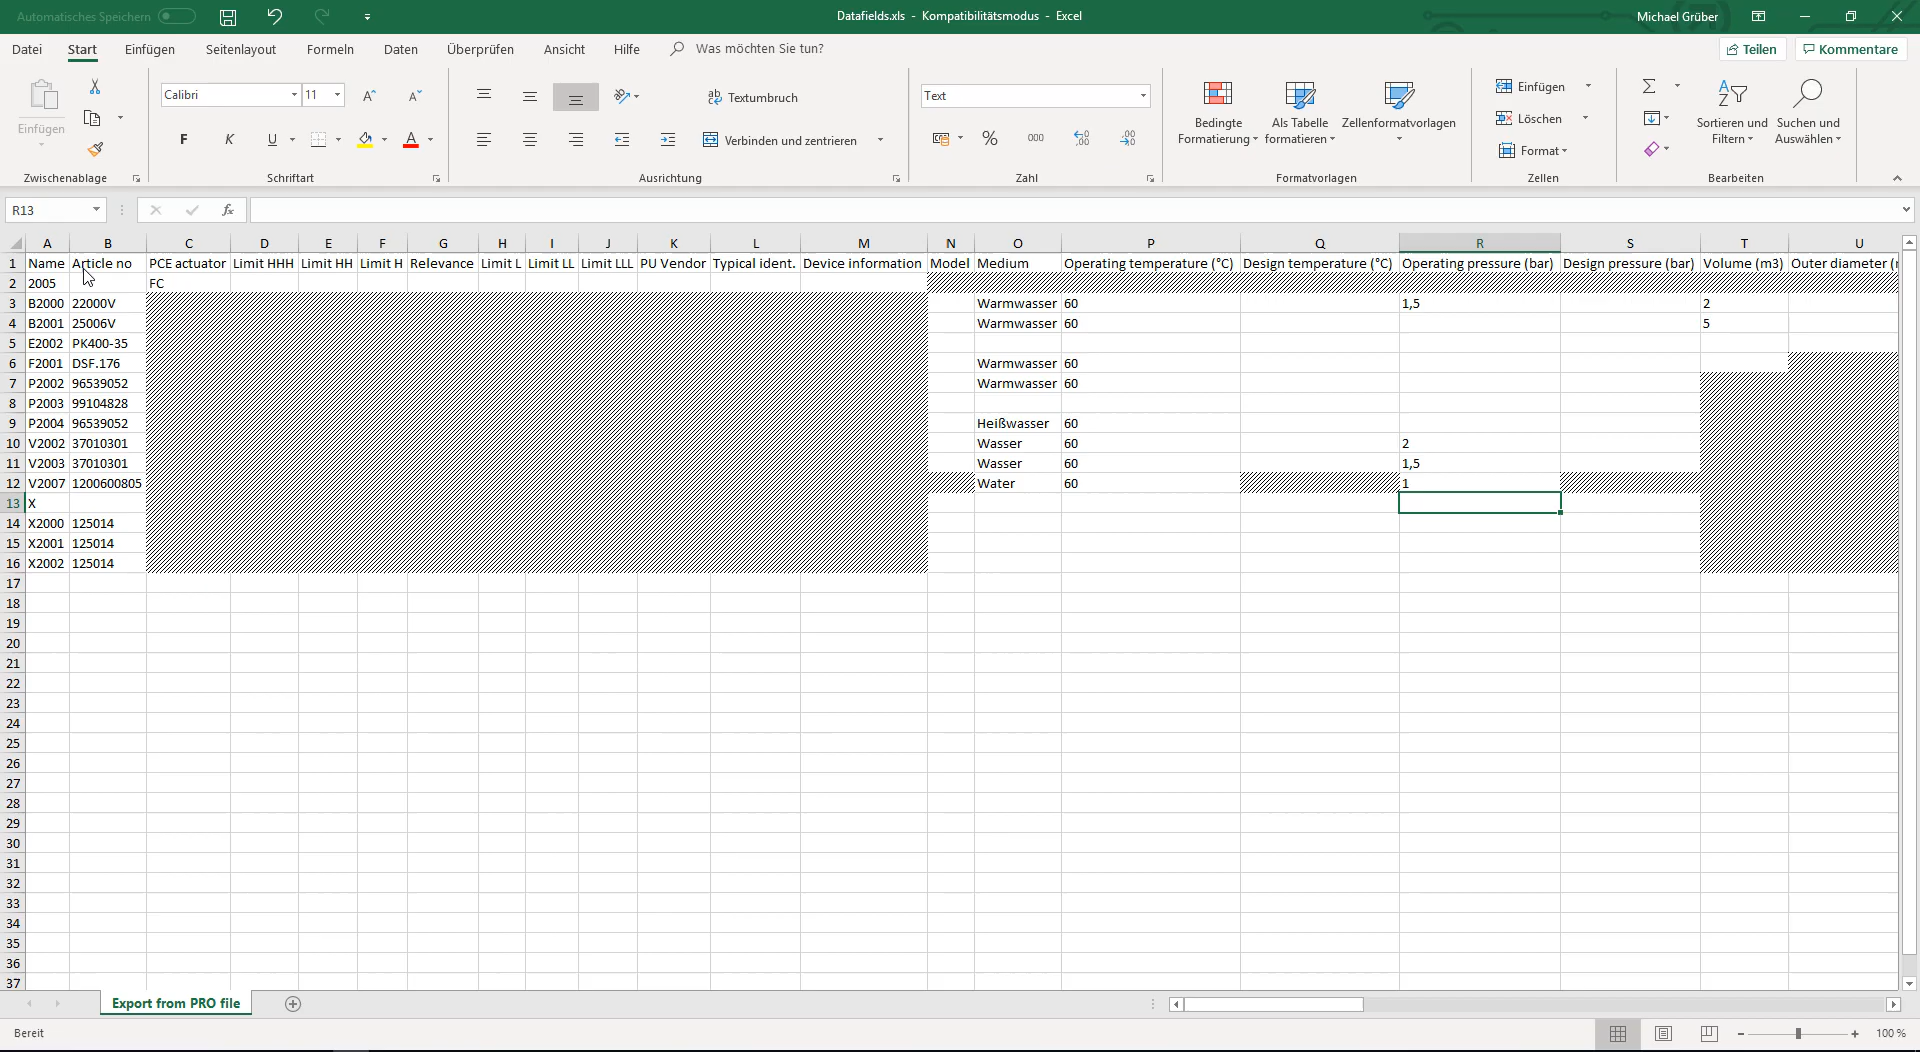 Automatisches Speichern
Datafields.xls - Kompatibilitätsmodus - Excel
Michael Grüber
Datei Start Einfügen Seitenlayout Formeln Daten Überprüfen Ansicht Hilfe Was möchten Sie tun? Teilen Kommentare
Einfügen
Zwischenablage
Calibri 11
F K U
Schriftart
Textumbruch
Verbinden und zentrieren
Ausrichtung
Text
% 000
Zahl
Bedingte Formatierung
Als Tabelle formatieren
Zellenformatvorlagen
Formatvorlagen
Einfügen
Löschen
Format
Zellen
Sortieren und Filtern
Suchen und Auswählen
Bearbeiten
R13 fx
A B C D E F G H I J K L M N O P Q R S T U
1 Name Article no PCE actuator Limit HHH Limit HH Limit H Relevance Limit L Limit LL Limit LLL PU Vendor Typical ident. Device information Model Medium Operating temperature (°C) Design temperature (°C) Operating pressure (bar) Design pressure (bar) Volume (m3) Outer diameter (
2 2005 FC
3 B2000 22000V Warmwasser 60 1,5 2
4 B2001 25006V Warmwasser 60 5
5 E2002 PK400-35
6 F2001 DSF.176 Warmwasser 60
7 P2002 96539052 Warmwasser 60
8 P2003 99104828
9 P2004 96539052 Heißwasser 60
10 V2002 37010301 Wasser 60 2
11 V2003 37010301 Wasser 60 1,5
12 V2007 1200600805 Water 60 1
13 X
14 X2000 125014
15 X2001 125014
16 X2002 125014
17
18
19
20
21
22
23
24
25
26
27
28
29
30
31
32
33
34
35
36
37
Export from PRO file
Bereit
100 %